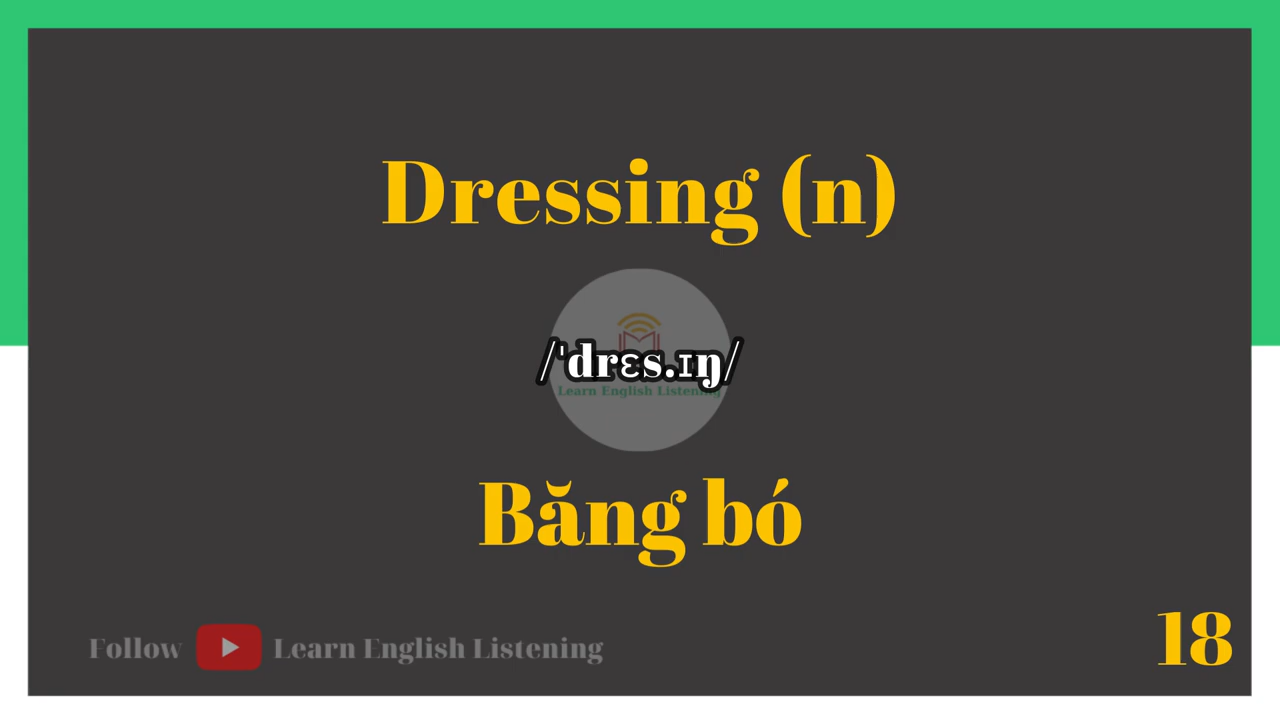 Dressing (n)
/ˈdrɛs.ɪŋ/
Learn English Listening
Băng bó
Follow Learn English Listening
18